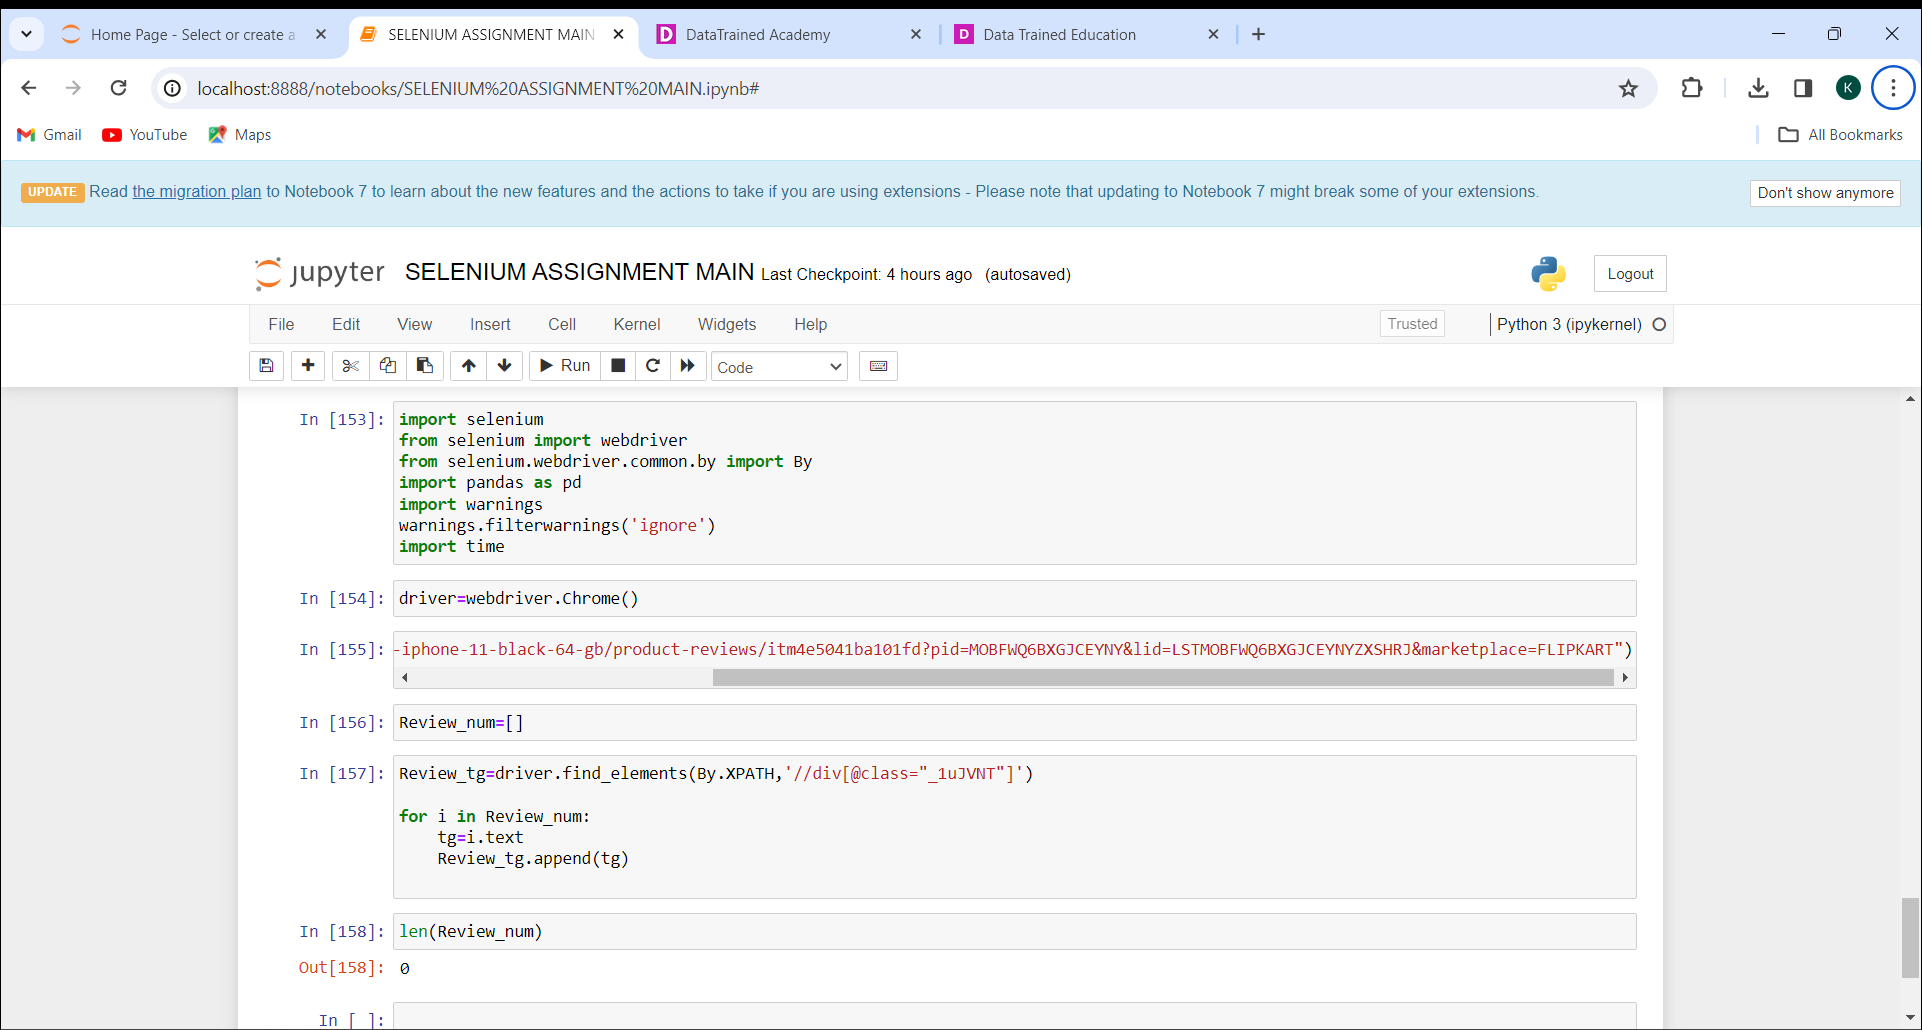 Home Page - Select or create a
SELENIUM ASSIGNMENT MAIN
DataTrained Academy
Data Trained Education
localhost:8888/notebooks/SELENIUM%20ASSIGNMENT%20MAIN.ipynb#
K
Gmail
YouTube
Maps
All Bookmarks
UPDATE Read the migration plan to Notebook 7 to learn about the new features and the actions to take if you are using extensions - Please note that updating to Notebook 7 might break some of your extensions.
Don't show anymore
jupyter SELENIUM ASSIGNMENT MAIN Last Checkpoint: 4 hours ago (autosaved)
Logout
File Edit View Insert Cell Kernel Widgets Help
Trusted
Python 3 (ipykernel)
Run
Code
In [153]: import selenium
from selenium import webdriver
from selenium.webdriver.common.by import By
import pandas as pd
import warnings
warnings.filterwarnings('ignore')
import time
In [154]: driver=webdriver.Chrome()
In [155]: -iphone-11-black-64-gb/product-reviews/itm4e5041ba101fd?pid=MOBFWQ6BXGJCEYNY&lid=LSTMOBFWQ6BXGJCEYNYZXSHRJ&marketplace=FLIPKART")
In [156]: Review_num=[]
In [157]: Review_tg=driver.find_elements(By.XPATH,'//div[@class="_1uJVNT"]')
for i in Review_num:
    tg=i.text
    Review_tg.append(tg)
In [158]: len(Review_num)
Out[158]: 0
In [ ]: